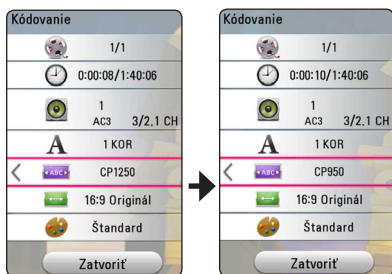 Kódovanie
1/1
0:00:08/1:40:06
1
AC3 3/2.1 CH
A 1 KOR
ABC CP1250
16:9 Originál
Štandard
Zatvoriť
Kódovanie
1/1
0:00:10/1:40:06
1
AC3 3/2.1 CH
A 1 KOR
ABC CP950
16:9 Originál
Štandard
Zatvoriť